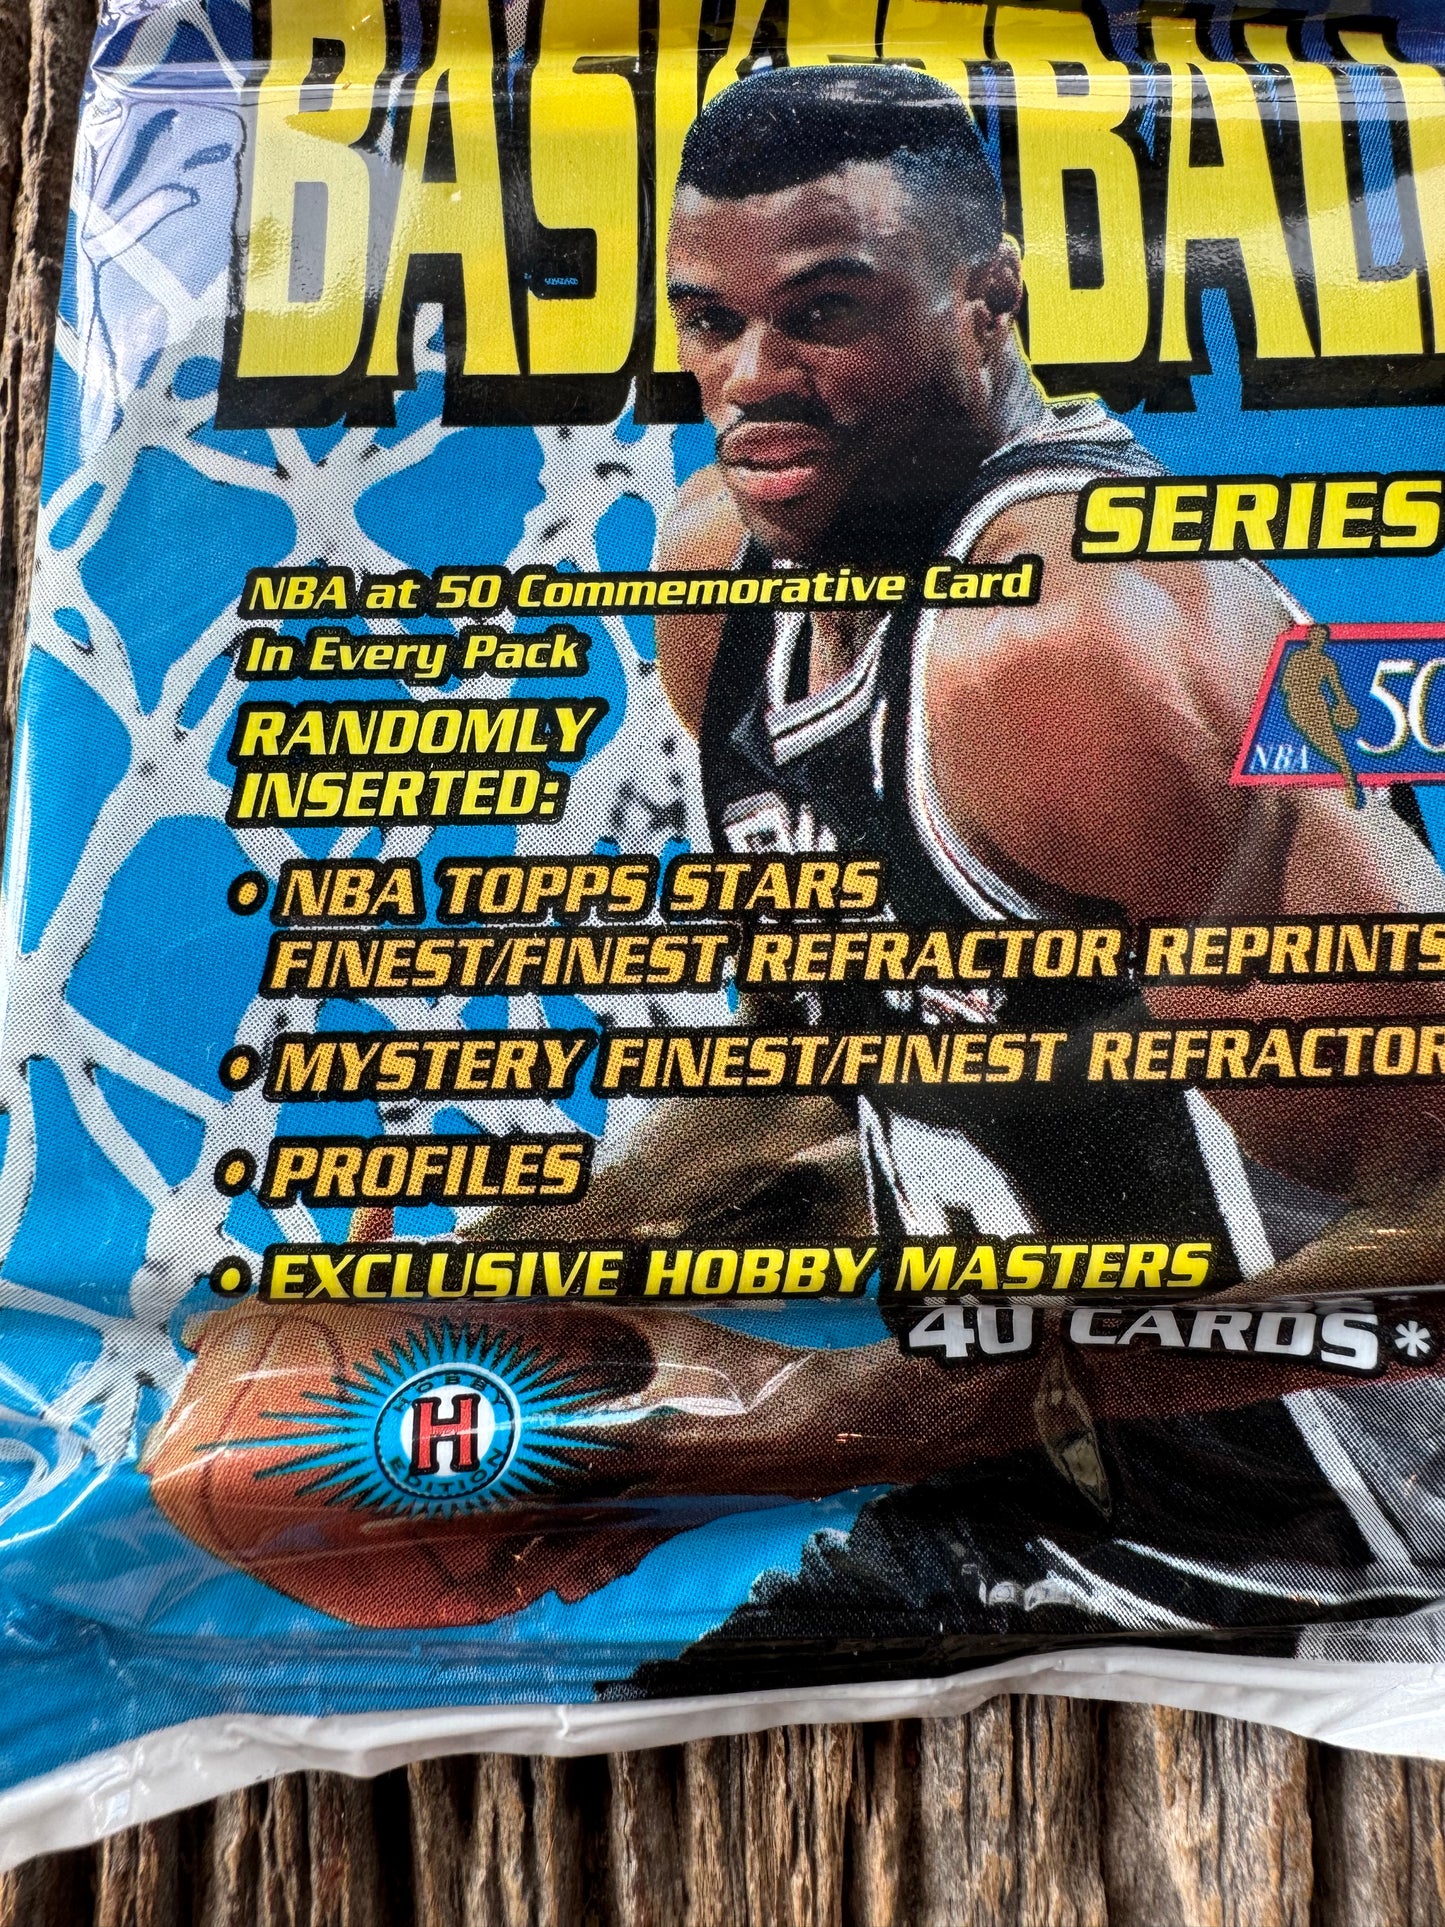 BASKETBALL
SERIES
NBA at 50 Commemorative Card
In Every Pack
RANDOMLY
INSERTED:
NBA 50
• NBA TOPPS STARS
FINEST/FINEST REFRACTOR REPRINTS
• MYSTERY FINEST/FINEST REFRACTOR
• PROFILES
• EXCLUSIVE HOBBY MASTERS
40 CARDS*
HOBBY
H
EDITION